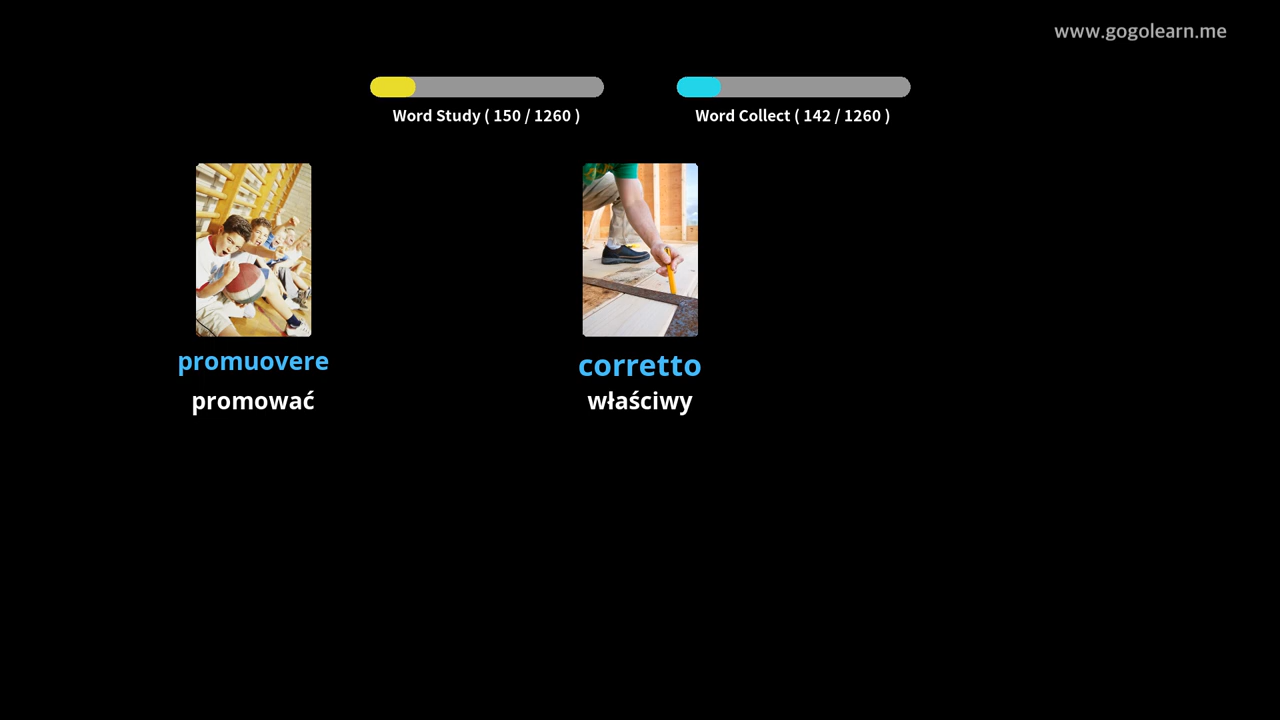 www.gogolearn.me
Word Study ( 150 / 1260 )
Word Collect ( 142 / 1260 )
promuovere
promować
corretto
właściwy